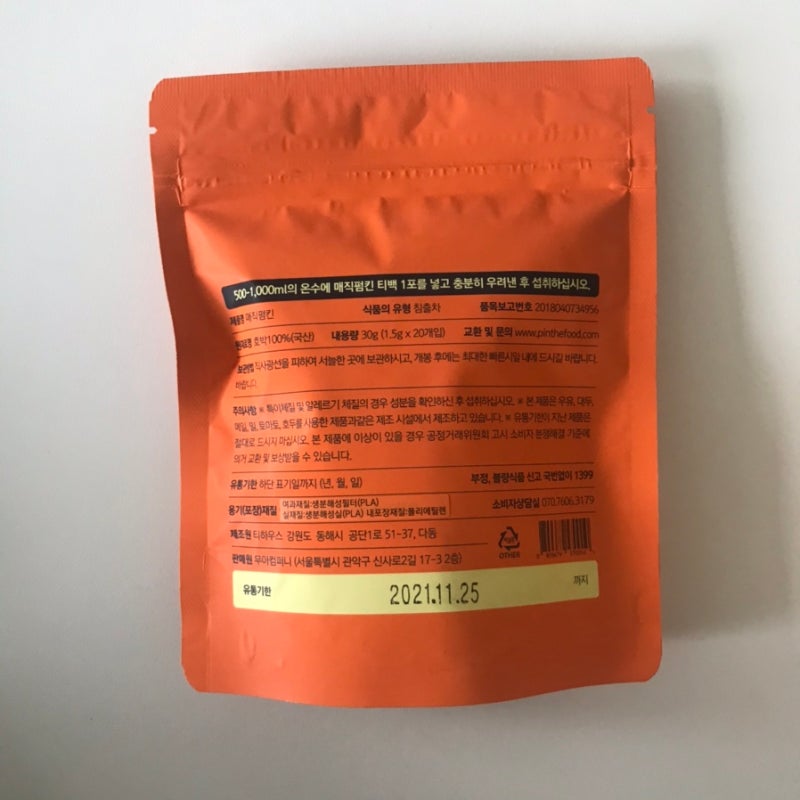 500-1,000ml의 온수에 매직펌킨 티백 1포를 넣고 충분히 우려낸 후 섭취하십시오.
제품명 매직펌킨 식품의 유형 침출차 품목보고번호 2018040734956
원재료명 호박100%(국산) 내용량 30g (1.5g x 20개입) 교환 및 문의 www.pinthefood.com
보관방법 직사광선을 피하여 서늘한 곳에 보관하시고, 개봉 후에는 최대한 빠른시일 내에 드시길 바랍니다.
바랍니다.
주의사항 ※ 특이체질 및 알레르기 체질의 경우 성분을 확인하신 후 섭취하십시오. ※ 본 제품은 우유, 대두,
메밀, 밀, 토마토, 호두를 사용한 제품과같은 제조 시설에서 제조하고 있습니다. ※ 유통기한이 지난 제품은
절대로 드시지 마십시오. 본 제품에 이상이 있을 경우 공정거래위원회 고시 소비자 분쟁해결 기준에
의거 교환 및 보상받을 수 있습니다.
유통기한 하단 표기일까지 (년, 월, 일) 부정, 불량식품 신고 국번없이 1399
용기(포장)재질 여과재질:생분해성필터(PLA)
실재질:생분해성실(PLA) 내포장재질:폴리에틸렌 소비자상담실 070.7606.3179
제조원 티하우스 강원도 동해시 공단1로 51-37, 다동
판매원 우마컴퍼니 (서울특별시 관악구 신사로2길 17-3 2층)
OTHER
유통기한 2021.11.25 까지